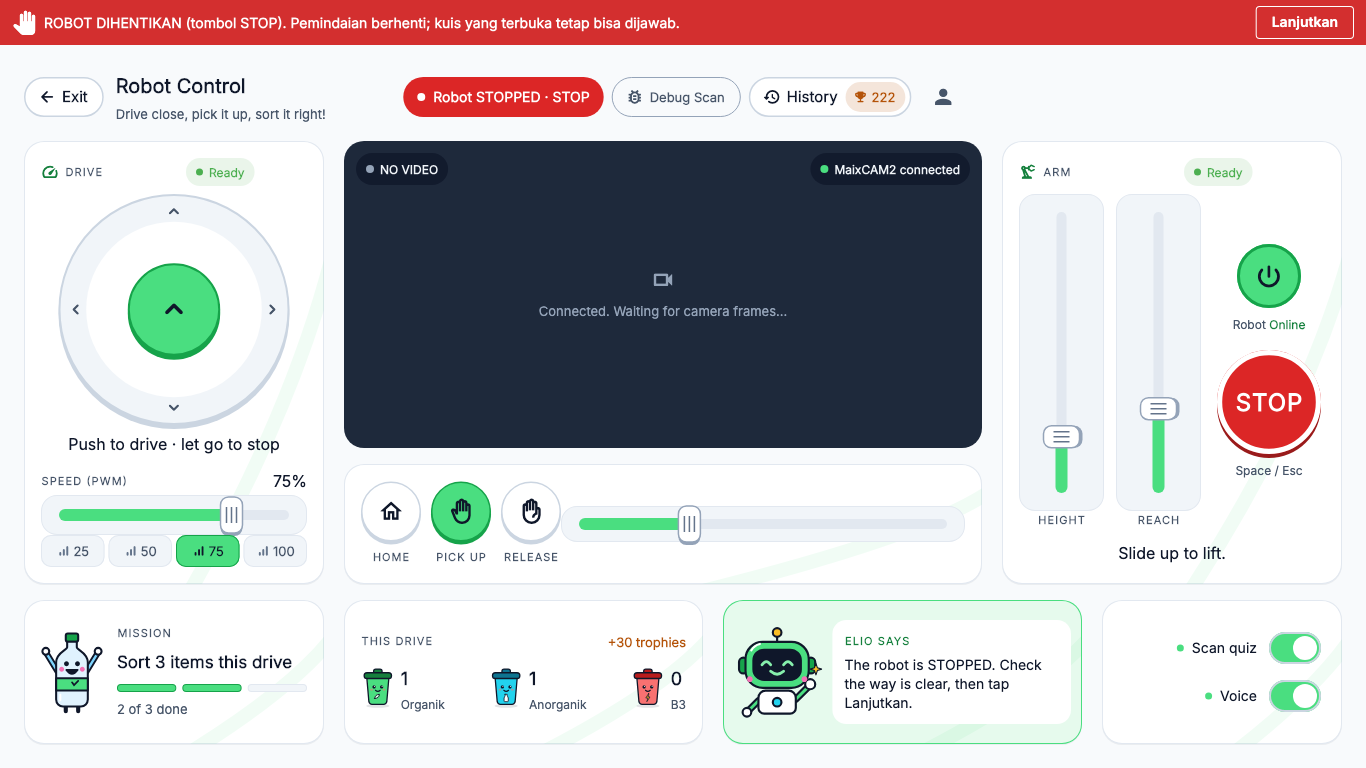 ROBOT DIHENTIKAN (tombol STOP). Pemindaian berhenti; kuis yang terbuka tetap bisa dijawab.
Lanjutkan
Exit
Robot Control
Drive close, pick it up, sort it right!
Robot STOPPED · STOP
Debug Scan
History
222
DRIVE
Ready
Push to drive · let go to stop
SPEED (PWM)
75%
25
50
75
100
NO VIDEO
MaixCAM2 connected
Connected. Waiting for camera frames...
HOME
PICK UP
RELEASE
ARM
Ready
HEIGHT
REACH
Robot Online
STOP
Space / Esc
Slide up to lift.
MISSION
Sort 3 items this drive
2 of 3 done
THIS DRIVE
+30 trophies
1
Organik
1
Anorganik
0
B3
ELIO SAYS
The robot is STOPPED. Check
the way is clear, then tap
Lanjutkan.
Scan quiz
Voice